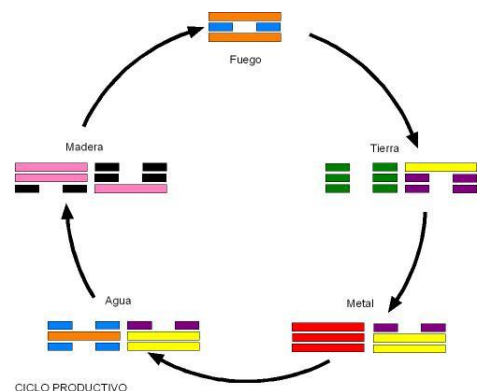 Fuego
Madera
Tierra
Agua
Metal
CICLO PRODUCTIVO